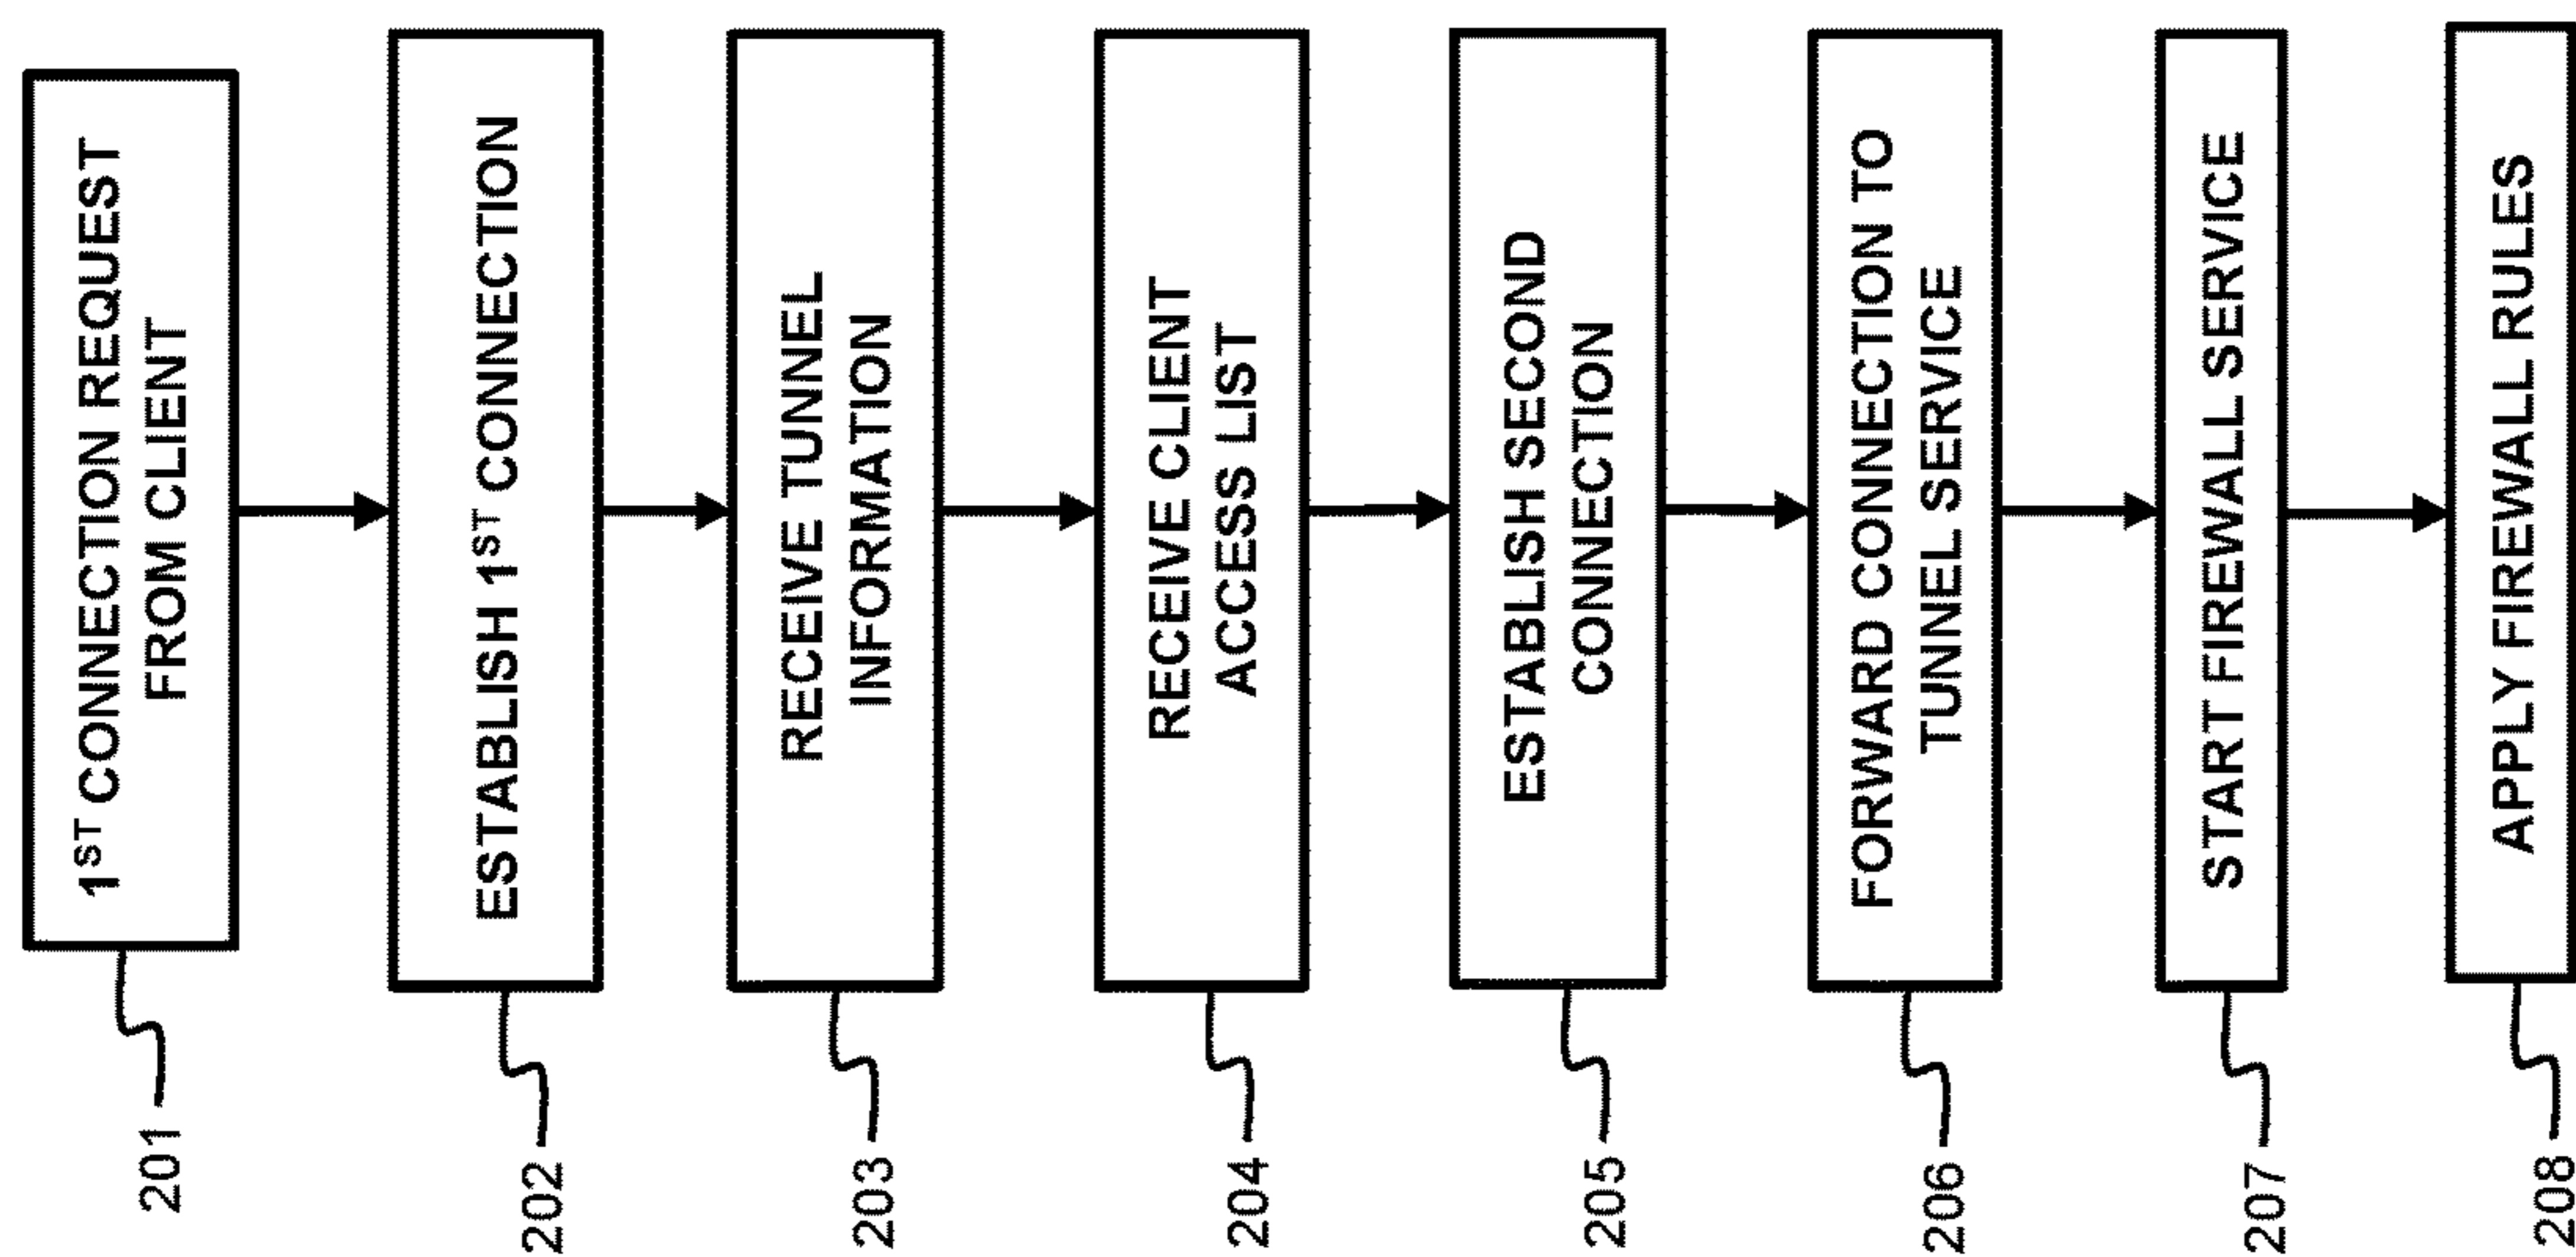 1ST CONNECTION REQUEST
FROM CLIENT
201
ESTABLISH 1ST CONNECTION
202
RECEIVE TUNNEL
INFORMATION
203
RECEIVE CLIENT
ACCESS LIST
204
ESTABLISH SECOND
CONNECTION
205
FORWARD CONNECTION TO
TUNNEL SERVICE
206
START FIREWALL SERVICE
207
APPLY FIREWALL RULES
208